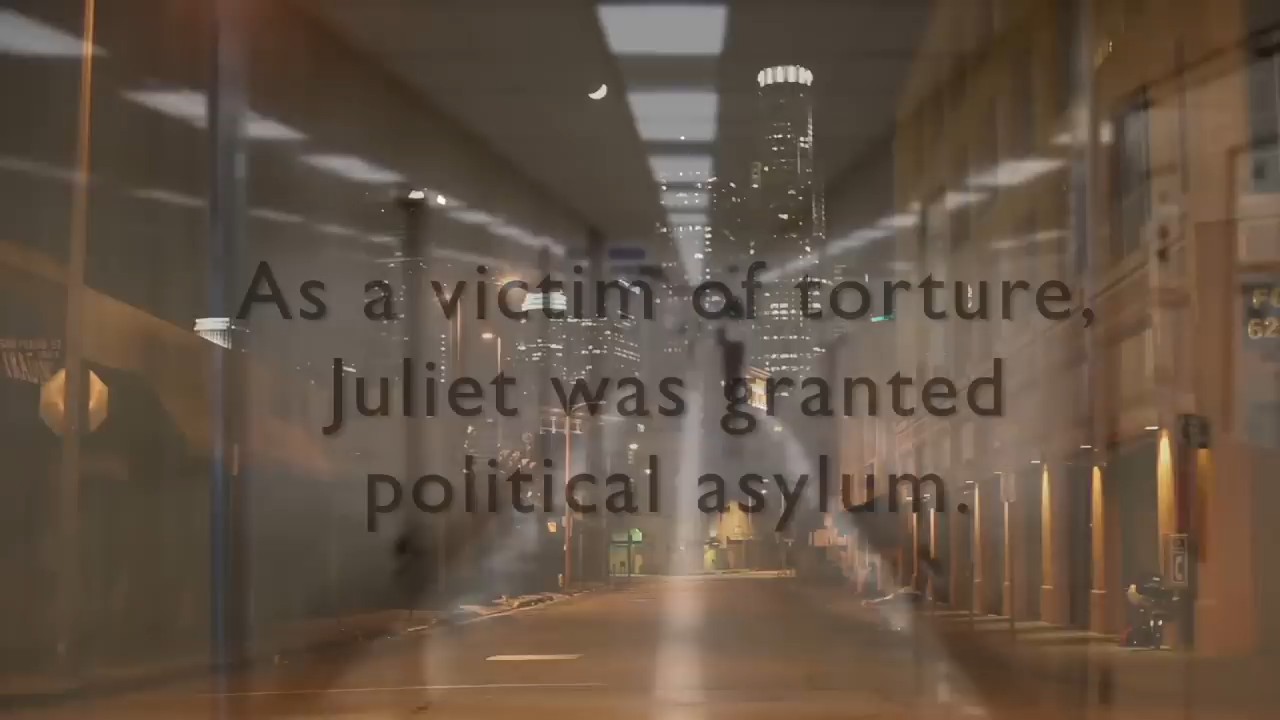 As a victim of torture,
Juliet was granted
political asylum.